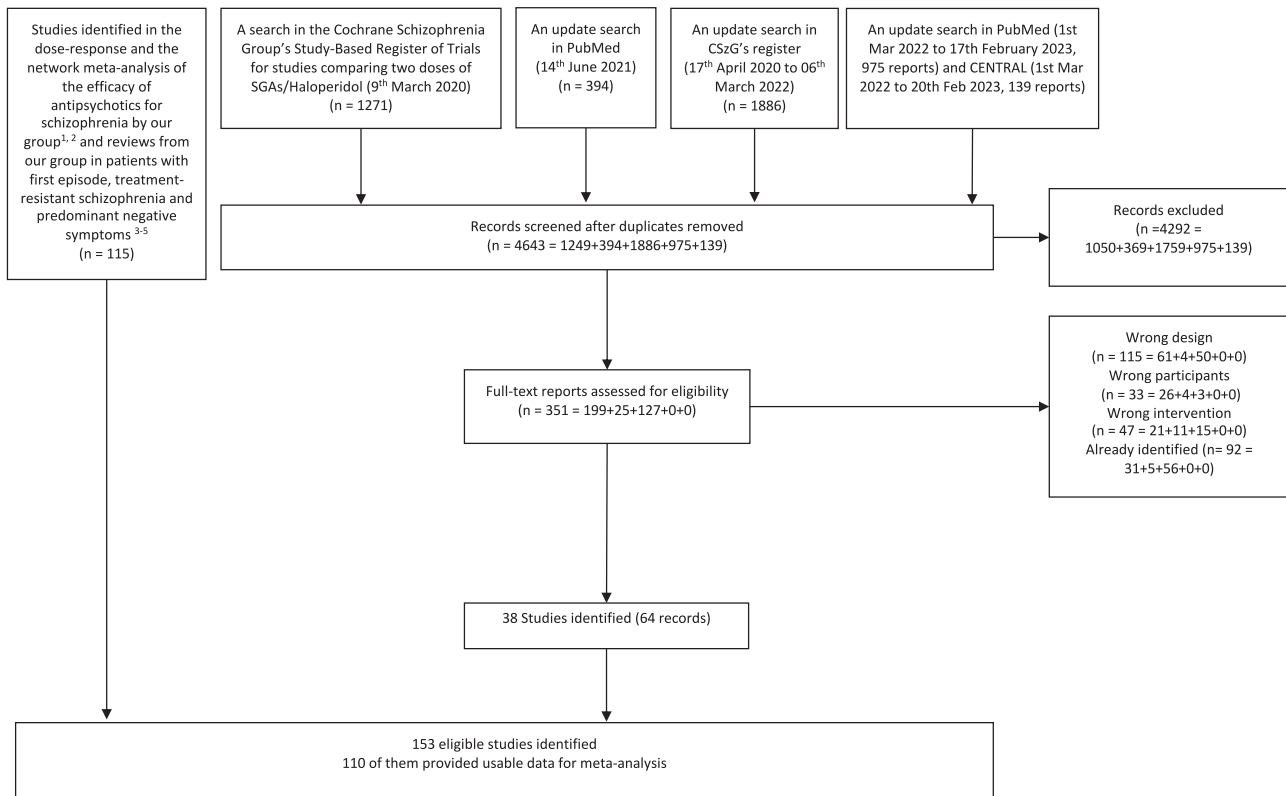 Studies identified in the
dose-response and the
network meta-analysis of
the efficacy of
antipsychotics for
schizophrenia by our
group1, 2 and reviews from
our group in patients with
first episode, treatment-
resistant schizophrenia and
predominant negative
symptoms 3-5
(n = 115)
A search in the Cochrane Schizophrenia
Group's Study-Based Register of Trials
for studies comparing two doses of
SGAs/Haloperidol (9th March 2020)
(n = 1271)
An update search
in PubMed
(14th June 2021)
(n = 394)
An update search in
CSzG's register
(17th April 2020 to 06th
March 2022)
(n = 1886)
An update search in PubMed (1st
Mar 2022 to 17th February 2023,
975 reports) and CENTRAL (1st Mar
2022 to 20th Feb 2023, 139 reports)
Records screened after duplicates removed
(n = 4643 = 1249+394+1886+975+139)
Records excluded
(n =4292 =
1050+369+1759+975+139)
Full-text reports assessed for eligibility
(n = 351 = 199+25+127+0+0)
Wrong design
(n = 115 = 61+4+50+0+0)
Wrong participants
(n = 33 = 26+4+3+0+0)
Wrong intervention
(n = 47 = 21+11+15+0+0)
Already identified (n= 92 =
31+5+56+0+0)
38 Studies identified (64 records)
153 eligible studies identified
110 of them provided usable data for meta-analysis